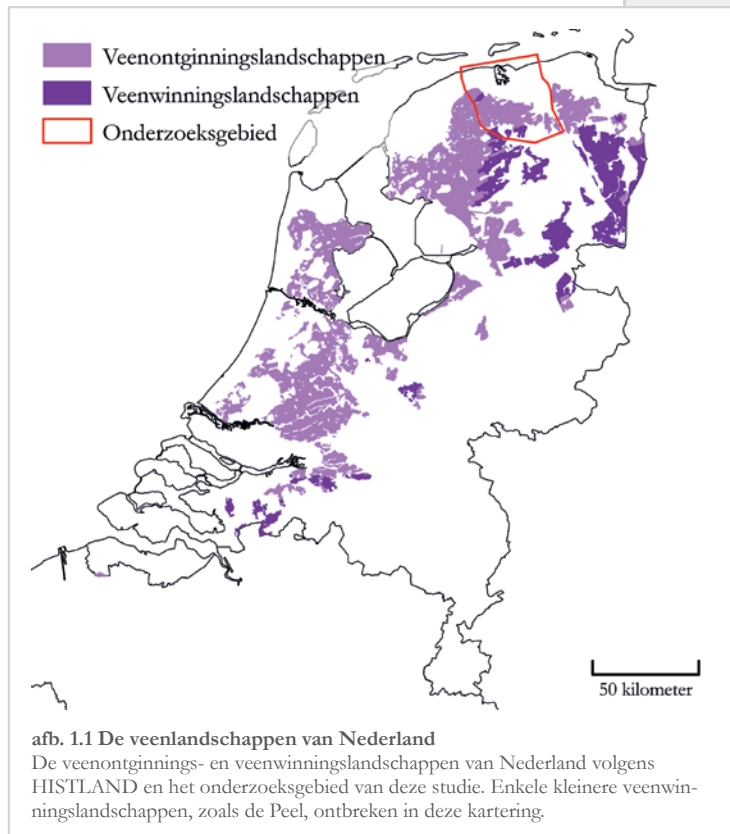 Veenontginningslandschappen
Veenwinningslandschappen
Onderzoeksgebied
50 kilometer
afb. 1.1 De veenlandschappen van Nederland
De veenontginnings- en veenwinningslandschappen van Nederland volgens
HISTLAND en het onderzoeksgebied van deze studie. Enkele kleinere veenwin-
ningslandschappen, zoals de Peel, ontbreken in deze kartering.